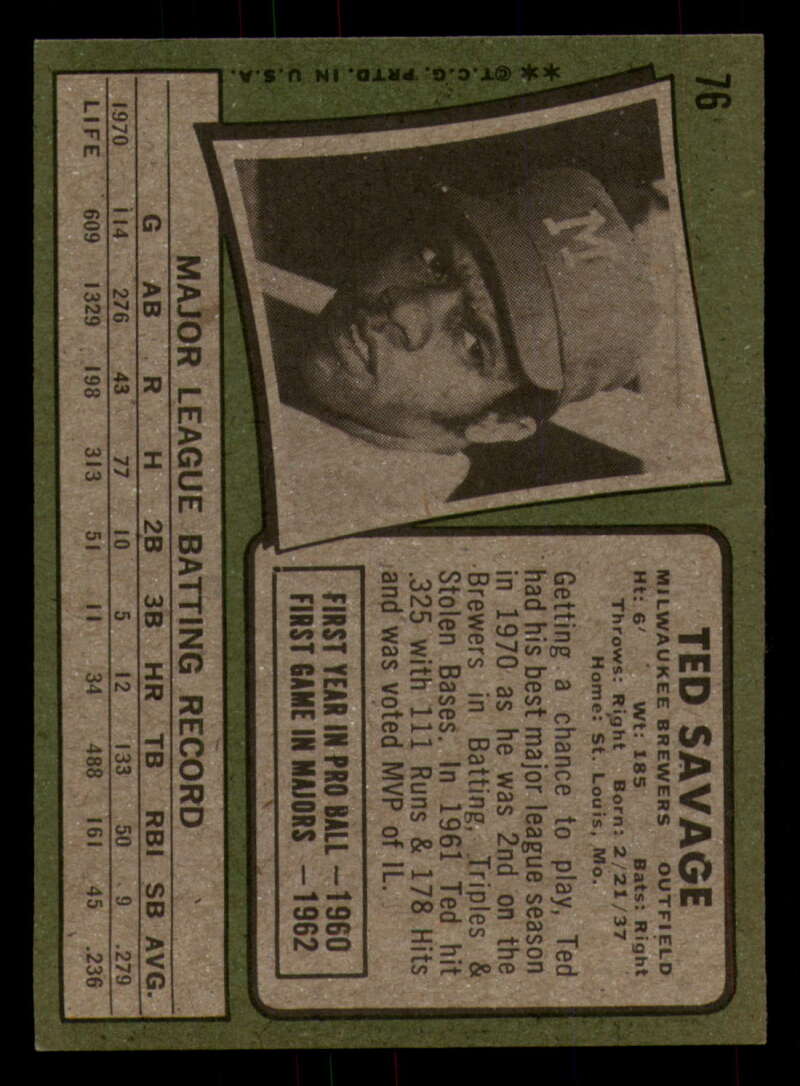 76
**©T.C.G. PRTD. IN U.S.A.
M
TED SAVAGE
MILWAUKEE BREWERS OUTFIELD
Ht: 6' Wt: 185 Bats: Right
Throws: Right Born: 2/21/37
Home: St. Louis, Mo.
Getting a chance to play, Ted
had his best major league season
in 1970 as he was 2nd on the
Brewers in Batting, Triples &
Stolen Bases. In 1961 Ted hit
.325 with 111 Runs & 178 Hits
and was voted MVP of IL.
FIRST YEAR IN PRO BALL —1960
FIRST GAME IN MAJORS —1962
MAJOR LEAGUE BATTING RECORD
G AB R H 2B 3B HR TB RBI SB AVG.
1970 114 276 43 77 10 5 12 133 50 9 .279
LIFE 609 1329 198 313 51 11 34 488 161 45 .236